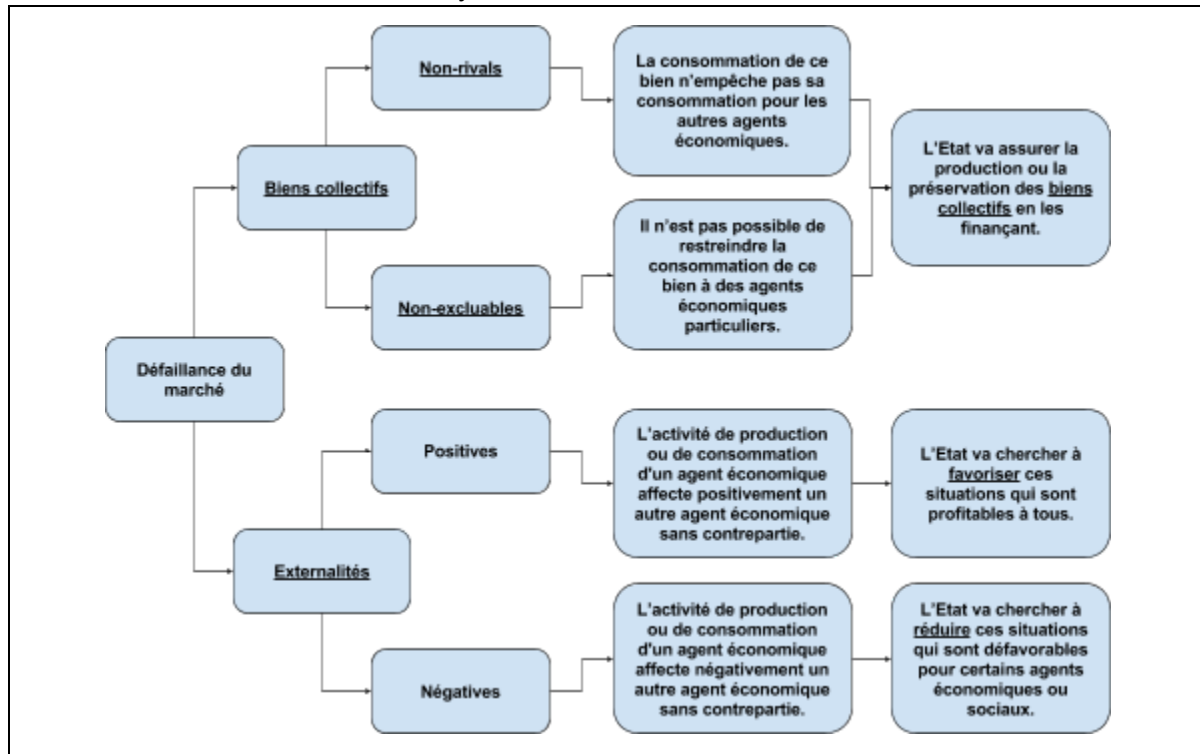 Non-rivals
La consommation de ce
bien n'empêche pas sa
consommation pour les
autres agents
économiques.
L'Etat va assurer la
production ou la
préservation des biens
collectifs en les
finançant.
Biens collectifs
Il n'est pas possible de
restreindre la
consommation de ce
bien à des agents
économiques
particuliers.
Non-excluables
Défaillance du
marché
Positives
L'activité de production
ou de consommation
d'un agent économique
affecte positivement un
autre agent économique
sans contrepartie.
L'Etat va chercher à
favoriser ces
situations qui sont
profitables à tous.
Externalités
Négatives
L'activité de production
ou de consommation
d'un agent économique
affecte négativement un
autre agent économique
sans contrepartie.
L'Etat va chercher à
réduire ces situations
qui sont défavorables
pour certains agents
économiques ou
sociaux.